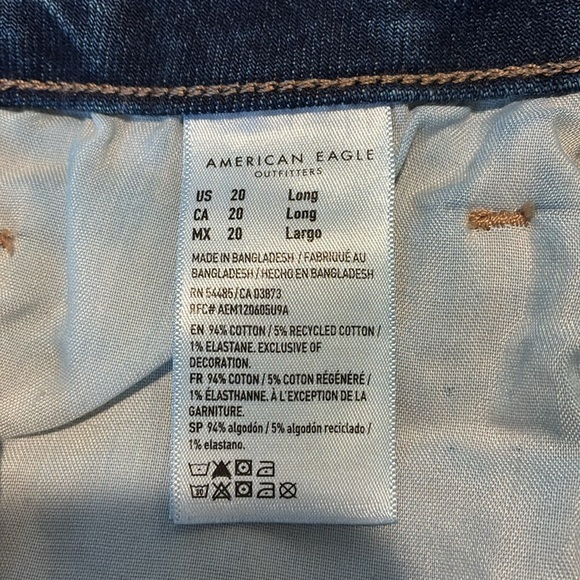 AMERICAN EAGLE
OUTFITTERS
US 20 Long
CA 20 Long
MX 20 Largo
MADE IN BANGLADESH / FABRIQUÉ AU
BANGLADESH / HECHO EN BANGLADESH
RN 54485/CA 03873
RFC# AEM120605U9A
EN 94% COTTON / 5% RECYCLED COTTON /
1% ELASTANE. EXCLUSIVE OF
DECORATION.
FR 94% COTON / 5% COTON RÉGÉNÉRÉ /
1% ÉLASTHANNE. À L'EXCEPTION DE LA
GARNITURE.
SP 94% algodón / 5% algodón reciclado /
1% elastano.